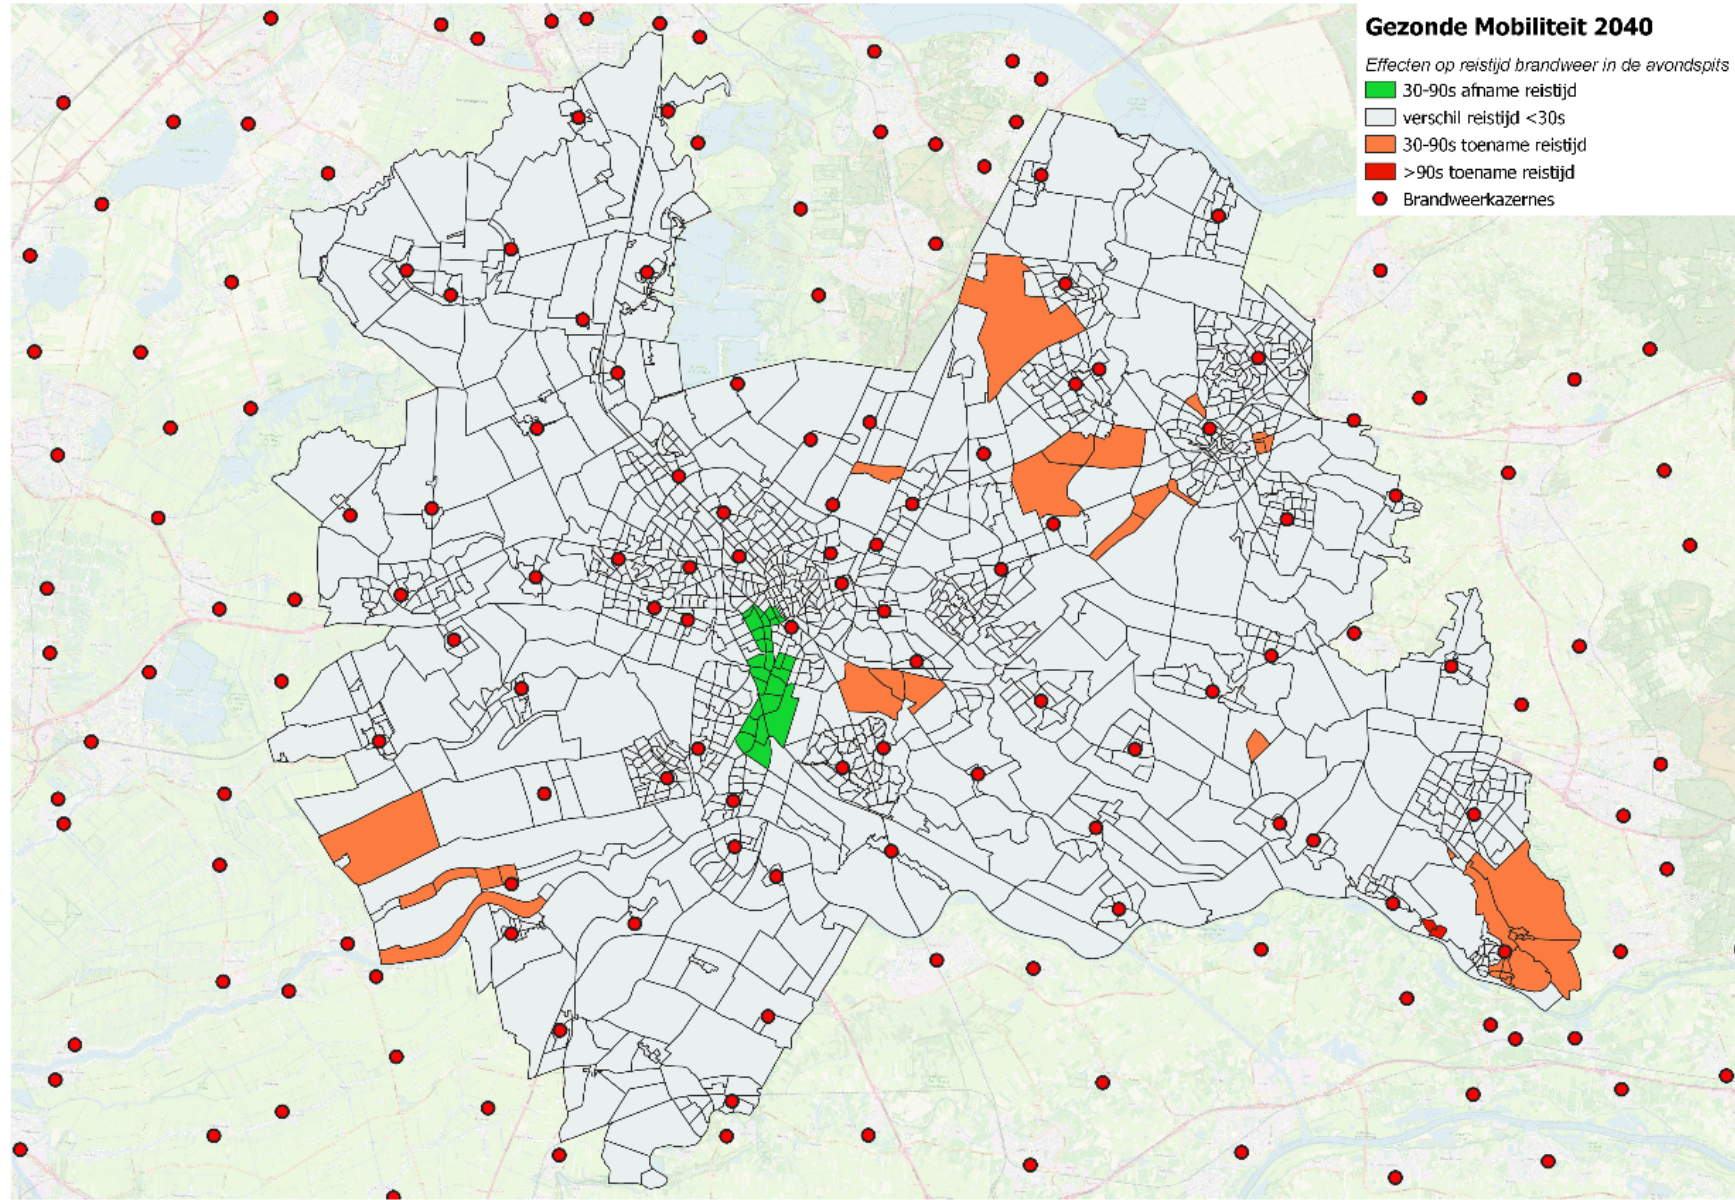 Gezonde Mobiliteit 2040
Effecten op reistijd brandweer in de avondspits
30-90s afname reistijd
verschil reistijd <30s
30-90s toename reistijd
>90s toename reistijd
Brandweerkazernes